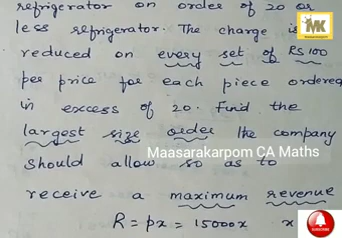 refrigerator on order of 20 or
less refrigerator. The charge is
reduced on every set of RS 100
per price for each piece ordered
in excess of 20. Find the
largest size order the company
should allow so as to
receive a maximum revenue
R = px = 15000x x
MK
Maasarakarpom CA Maths
SUBSCRIBE